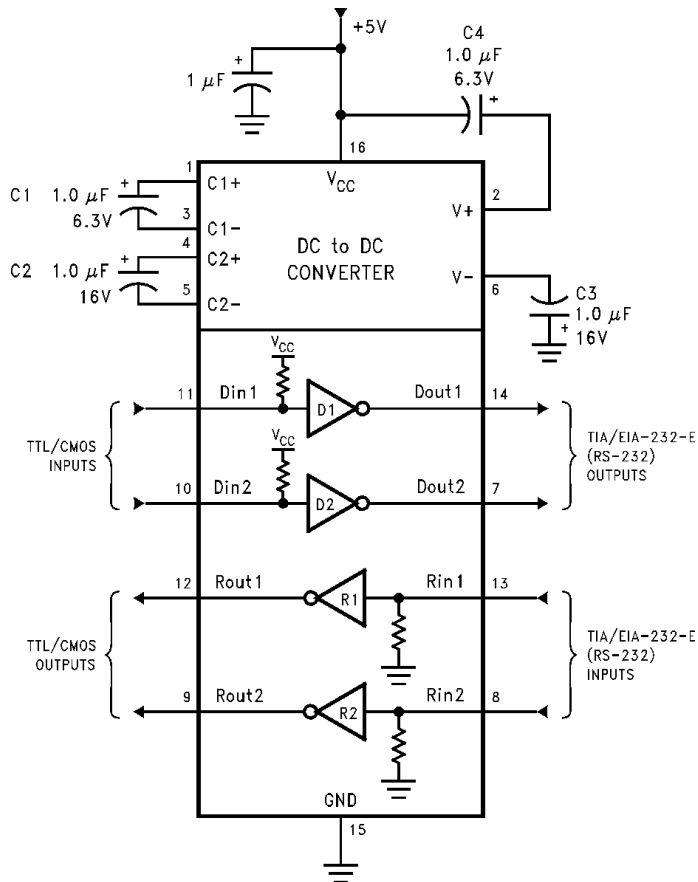 +5V
C4
1.0 μF
6.3V
+
+
1 μF
16
V_CC
1
C1+
C1
1.0 μF
6.3V
+
3
C1-
4
C2+
C2
1.0 μF
16V
+
5
C2-
DC to DC
CONVERTER
2
V+
V-
6
C3
1.0 μF
16V
+
V_CC
11
Din1
D1
Dout1
14
TTL/CMOS
INPUTS
V_CC
10
Din2
D2
Dout2
7
TIA/EIA-232-E
(RS-232)
OUTPUTS
12
Rout1
R1
Rin1
13
TTL/CMOS
OUTPUTS
9
Rout2
R2
Rin2
8
TIA/EIA-232-E
(RS-232)
INPUTS
GND
15